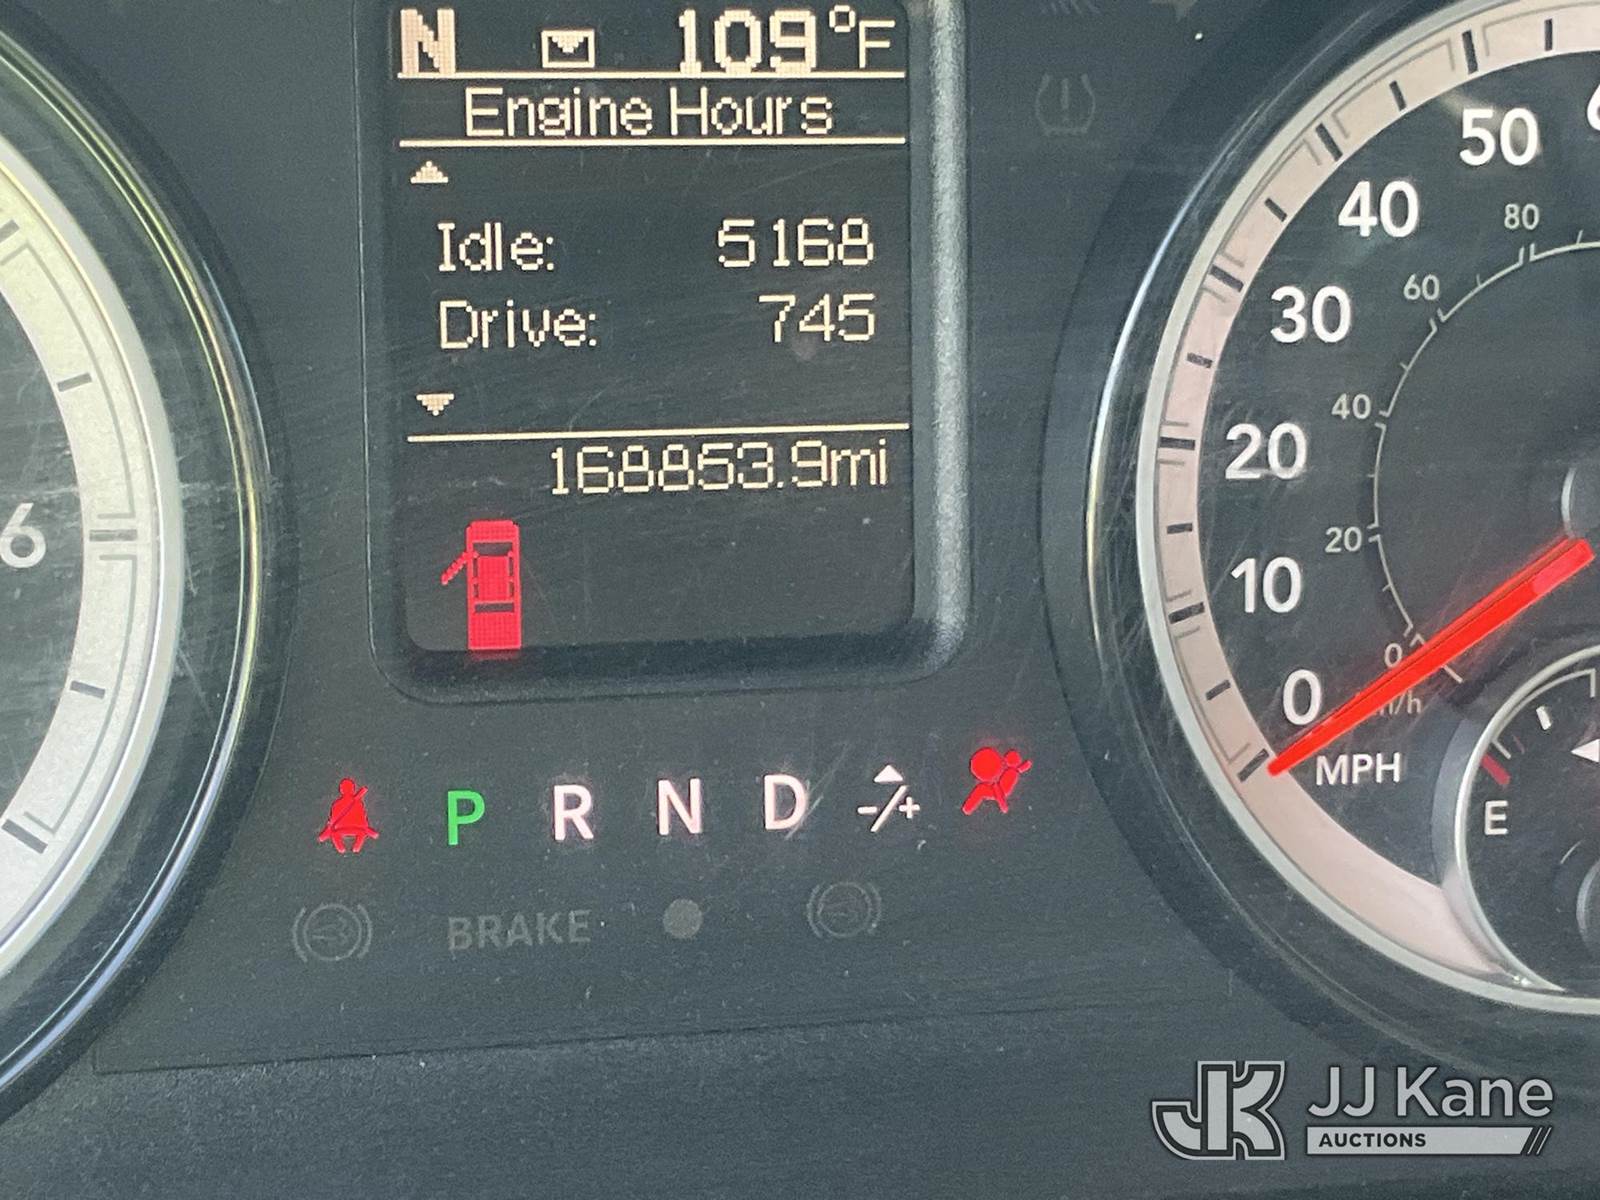 N 109°F
Engine Hours
Idle: 5168
Drive: 745
168853.9mi
6
50
40
30
20
10
0
MPH
80
60
40
20
0
E
P R N D -/+
BRAKE
JJ Kane
AUCTIONS